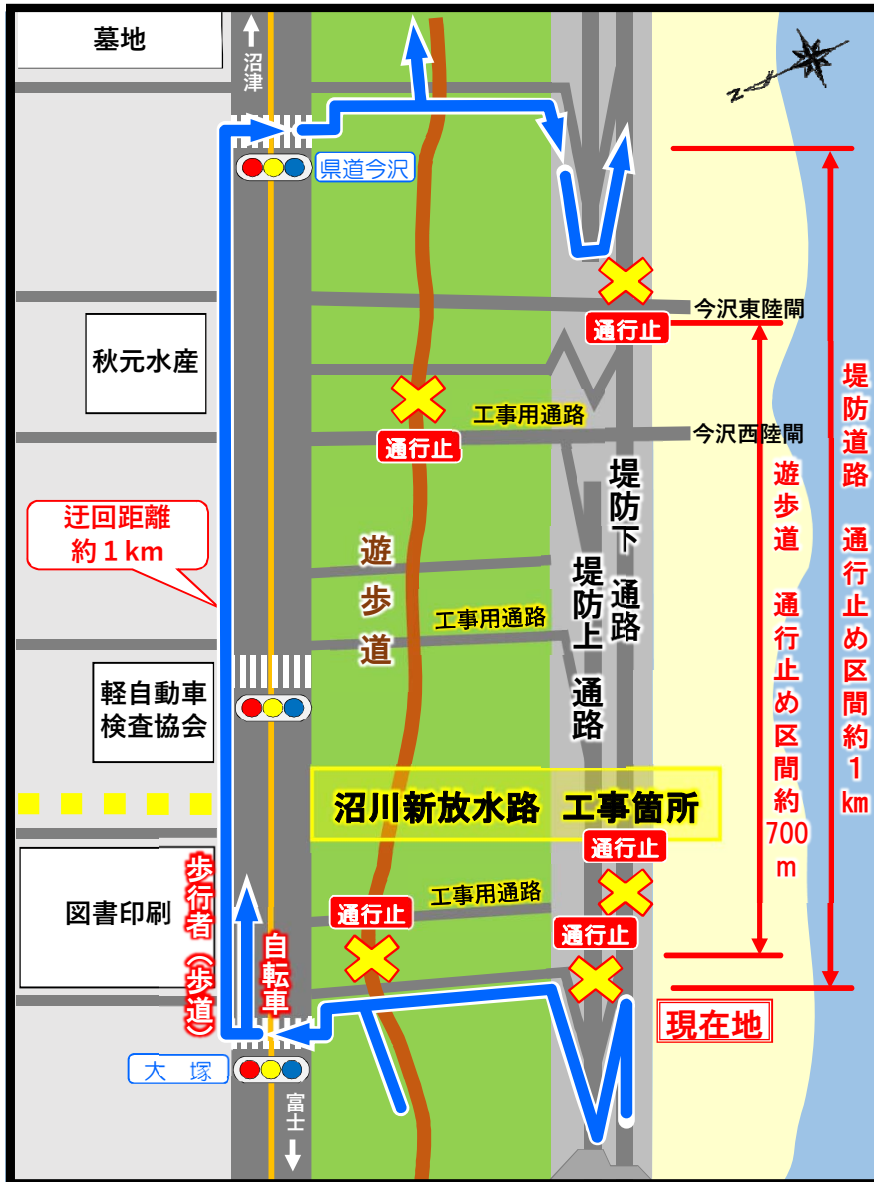 墓地
沼津
Z
県道今沢
今沢東陸閘
通行止
秋元水産
工事用通路
通行止
今沢西陸閘
堤防道路 通行止め区間約1km
遊歩道 通行止め区間約700m
迂回距離
約1km
遊歩道
堤防下 通路
堤防上 通路
工事用通路
軽自動車
検査協会
沼川新放水路 工事箇所
通行止
図書印刷
歩行者(歩道)
自転車
工事用通路
通行止
通行止
現在地
大塚
富士